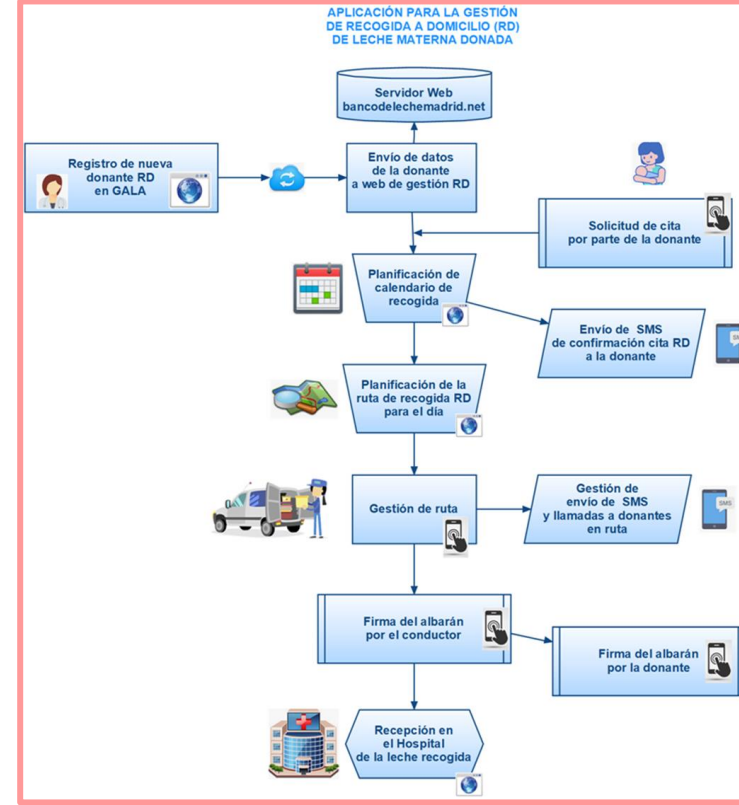 APLICACIÓN PARA LA GESTIÓN
DE RECOGIDA A DOMICILIO (RD)
DE LECHE MATERNA DONADA
Servidor Web
bancodelechemadrid.net
Registro de nueva
donante RD
en GALA
Envío de datos
de la donante
a web de gestión RD
Solicitud de cita
por parte de la donante
Planificación de
calendario de
recogida
Envío de SMS
de confirmación cita RD
a la donante
Planificación de la
ruta de recogida RD
para el día
Gestión de ruta
Gestión de
envío de SMS
y llamadas a donantes
en ruta
SMS
Firma del albarán
por el conductor
Firma del albarán
por la donante
Recepción en
el Hospital
de la leche recogida